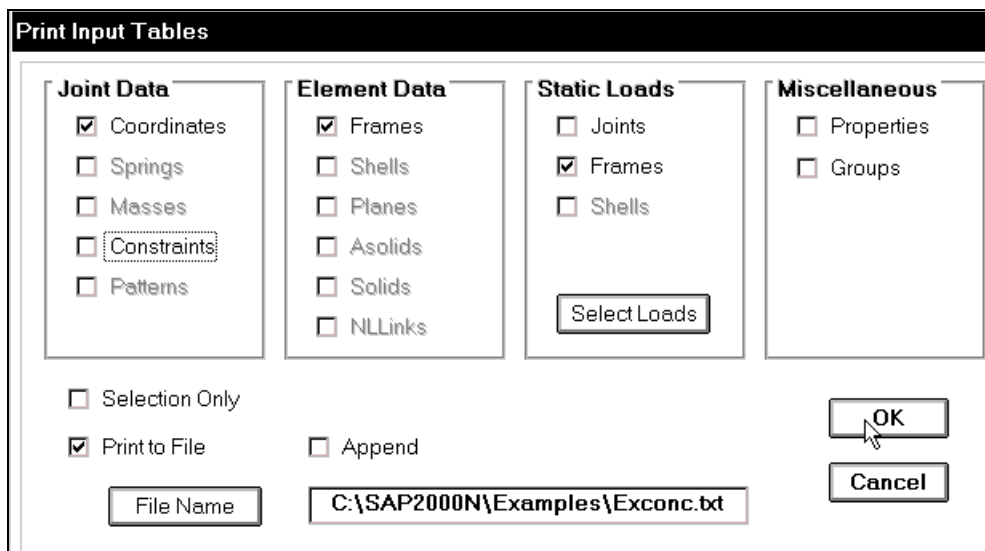 Print Input Tables
Joint Data
Coordinates
Springs
Masses
Constraints
Patterns
Element Data
Frames
Shells
Planes
Asolids
Solids
NLLinks
Static Loads
Joints
Frames
Shells
Select Loads
Miscellaneous
Properties
Groups
Selection Only
Print to File
Append
File Name
C:\SAP2000N\Examples\Exconc.txt
OK
Cancel